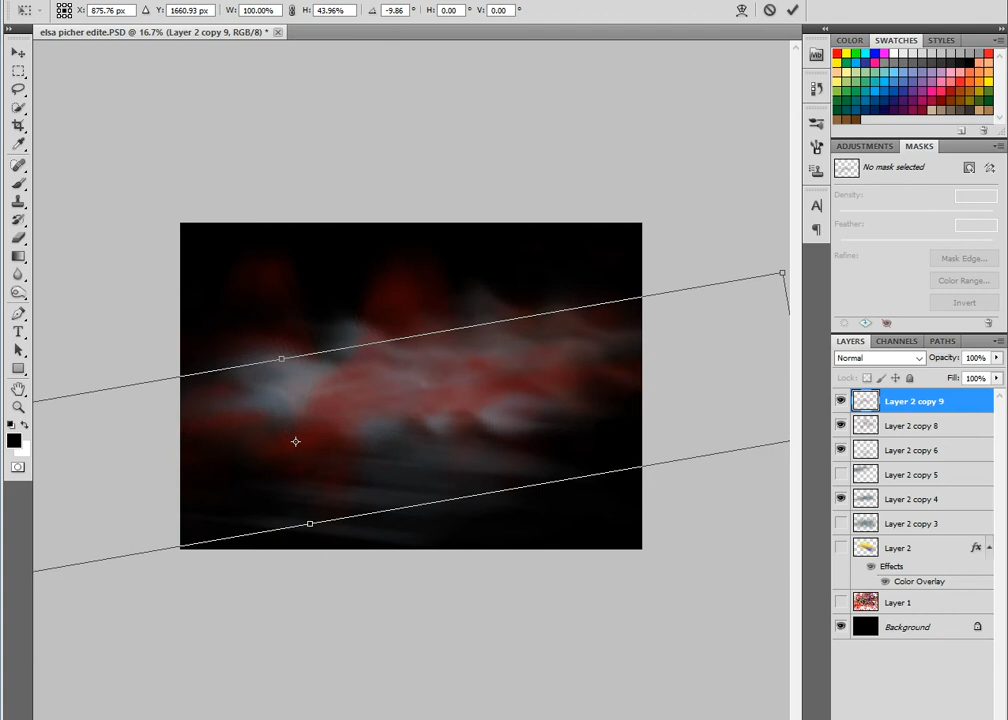 X: 875.76 px Y: 1660.93 px W: 100.00% H: 43.96% -9.86 ° H: 0.00 ° V: 0.00 °
elsa picher edite.PSD @ 16.7% (Layer 2 copy 9, RGB/8) *
COLOR SWATCHES STYLES
ADJUSTMENTS MASKS
No mask selected
Density:
Feather:
Refine: Mask Edge...
Color Range...
Invert
LAYERS CHANNELS PATHS
Normal Opacity: 100%
Lock: Fill: 100%
Layer 2 copy 9
Layer 2 copy 8
Layer 2 copy 6
Layer 2 copy 5
Layer 2 copy 4
Layer 2 copy 3
Layer 2 fx
Effects
Color Overlay
Layer 1
Background